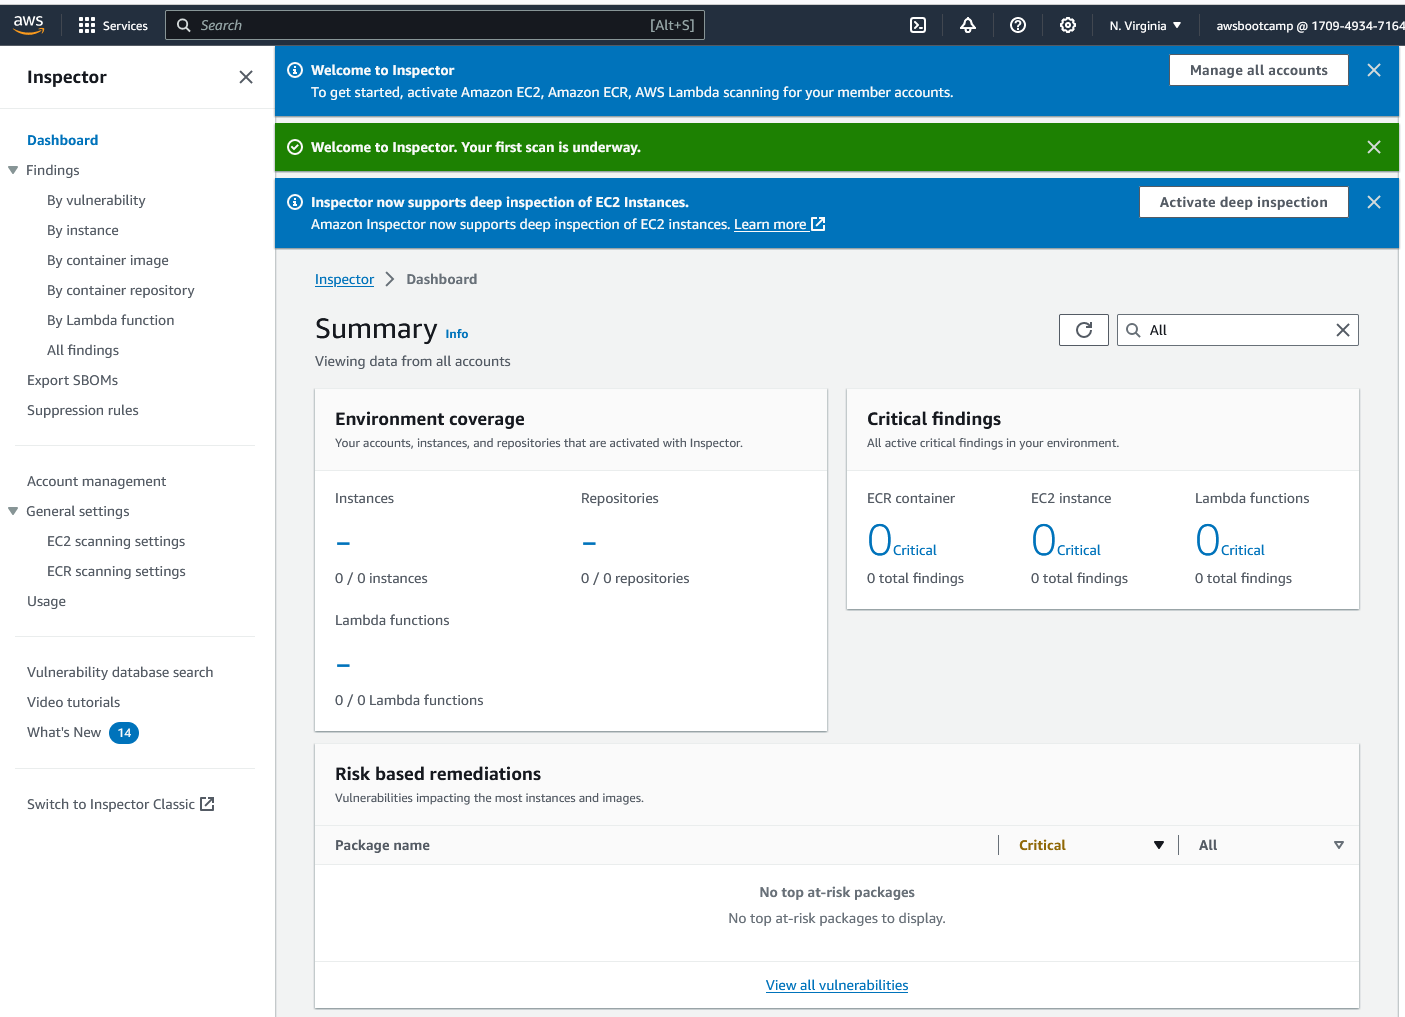 aws
Services
Search
[Alt+S]
N. Virginia
awsbootcamp @ 1709-4934-7164
Inspector
Dashboard
Findings
By vulnerability
By instance
By container image
By container repository
By Lambda function
All findings
Export SBOMs
Suppression rules
Account management
General settings
EC2 scanning settings
ECR scanning settings
Usage
Vulnerability database search
Video tutorials
What's New 14
Switch to Inspector Classic
Welcome to Inspector
To get started, activate Amazon EC2, Amazon ECR, AWS Lambda scanning for your member accounts.
Manage all accounts
Welcome to Inspector. Your first scan is underway.
Inspector now supports deep inspection of EC2 Instances.
Amazon Inspector now supports deep inspection of EC2 instances. Learn more
Activate deep inspection
Inspector > Dashboard
Summary Info
Viewing data from all accounts
All
Environment coverage
Your accounts, instances, and repositories that are activated with Inspector.
Instances
–
0 / 0 instances
Repositories
–
0 / 0 repositories
Lambda functions
–
0 / 0 Lambda functions
Critical findings
All active critical findings in your environment.
ECR container
0 Critical
0 total findings
EC2 instance
0 Critical
0 total findings
Lambda functions
0 Critical
0 total findings
Risk based remediations
Vulnerabilities impacting the most instances and images.
Package name
Critical
All
No top at-risk packages
No top at-risk packages to display.
View all vulnerabilities